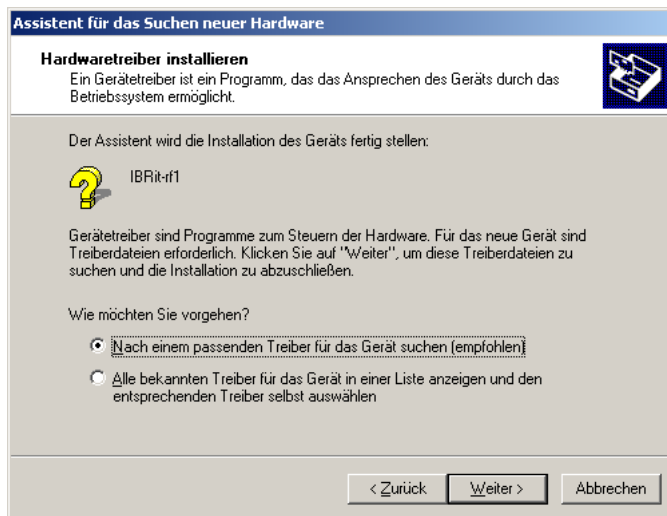 Assistent für das Suchen neuer Hardware
Hardwaretreiber installieren
Ein Gerätetreiber ist ein Programm, das das Ansprechen des Geräts durch das
Betriebssystem ermöglicht.
Der Assistent wird die Installation des Geräts fertig stellen:
IBRit-rf1
Gerätetreiber sind Programme zum Steuern der Hardware. Für das neue Gerät sind
Treiberdateien erforderlich. Klicken Sie auf "Weiter", um diese Treiberdateien zu
suchen und die Installation zu abzuschließen.
Wie möchten Sie vorgehen?
Nach einem passenden Treiber für das Gerät suchen (empfohlen)
Alle bekannten Treiber für das Gerät in einer Liste anzeigen und den
entsprechenden Treiber selbst auswählen
< Zurück Weiter > Abbrechen